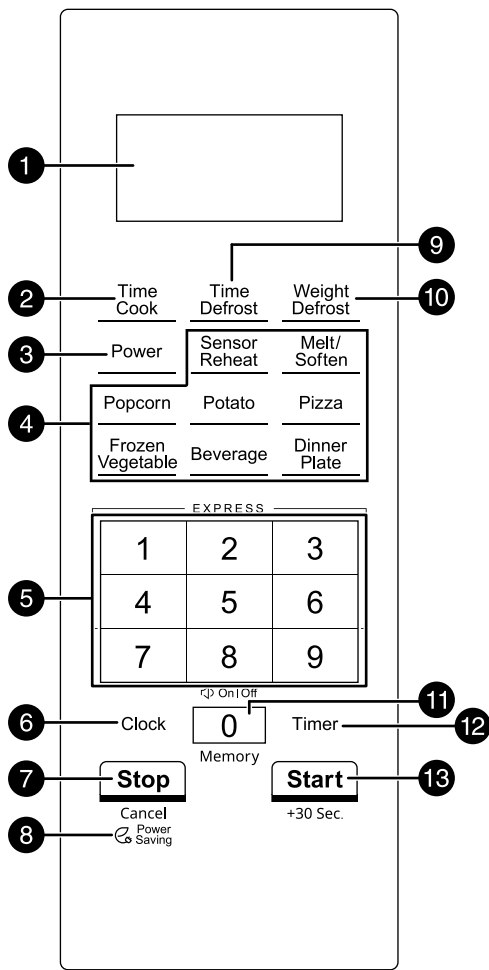 1
9
Time Cook
Time Defrost
Weight Defrost
2
10
3
Power
Sensor Reheat
Melt/ Soften
4
Popcorn
Potato
Pizza
Frozen Vegetable
Beverage
Dinner Plate
EXPRESS
1 2 3
5
4 5 6
7 8 9
On | Off
11
6
Clock
0
Timer
12
Memory
7
Stop
Start
13
Cancel
+30 Sec.
8
Power Saving